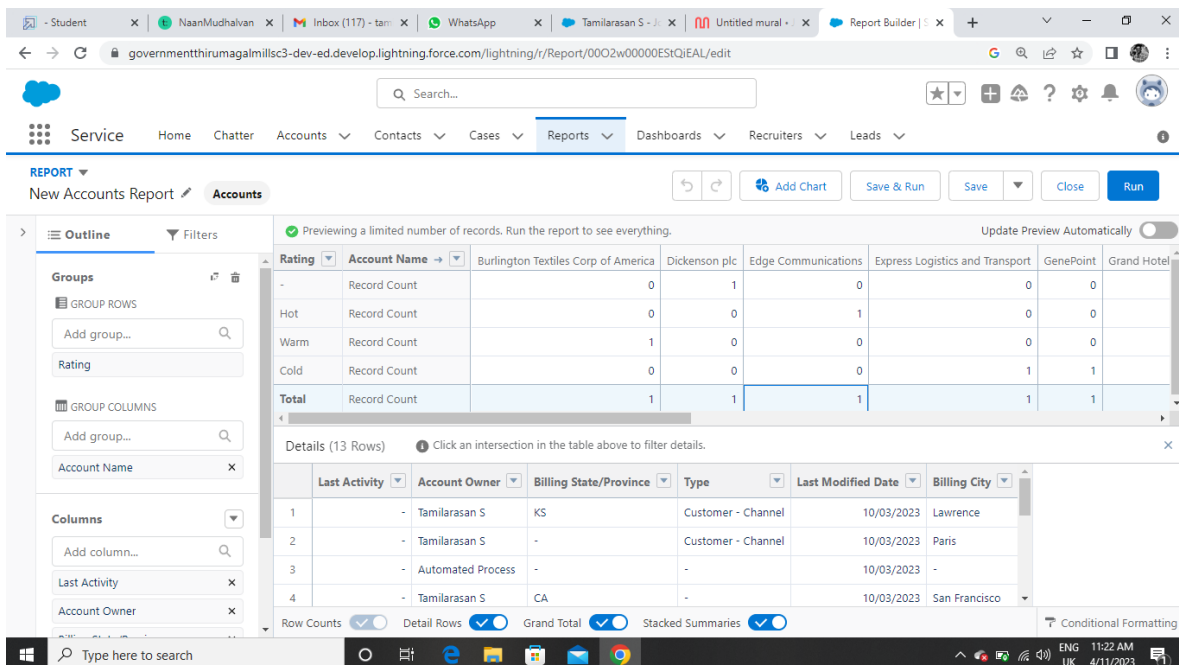 - Student
NaanMudhalvan
Inbox (117) - tam
WhatsApp
Tamilarasan S - Jo
Untitled mural •
Report Builder | S
governmentthirumagalmillsc3-dev-ed.develop.lightning.force.com/lightning/r/Report/00O2w00000EStQiEAL/edit
Search...
Service Home Chatter Accounts Contacts Cases Reports Dashboards Recruiters Leads
REPORT
New Accounts Report Accounts
Add Chart Save & Run Save Close Run
Outline Filters
Previewing a limited number of records. Run the report to see everything. Update Preview Automatically
Groups
GROUP ROWS
Add group...
Rating
GROUP COLUMNS
Add group...
Account Name
Columns
Add column...
Last Activity
Account Owner
Rating Account Name → Burlington Textiles Corp of America Dickenson plc Edge Communications Express Logistics and Transport GenePoint Grand Hotel
- Record Count 0 1 0 0 0
Hot Record Count 0 0 1 0 0
Warm Record Count 1 0 0 0 0
Cold Record Count 0 0 0 1 1
Total Record Count 1 1 1 1 1
Details (13 Rows) Click an intersection in the table above to filter details.
Last Activity Account Owner Billing State/Province Type Last Modified Date Billing City
1 - Tamilarasan S KS Customer - Channel 10/03/2023 Lawrence
2 - Tamilarasan S - Customer - Channel 10/03/2023 Paris
3 - Automated Process - - 10/03/2023 -
4 - Tamilarasan S CA - 10/03/2023 San Francisco
Row Counts Detail Rows Grand Total Stacked Summaries Conditional Formatting
Type here to search
ENG 11:22 AM
UK 4/11/2023